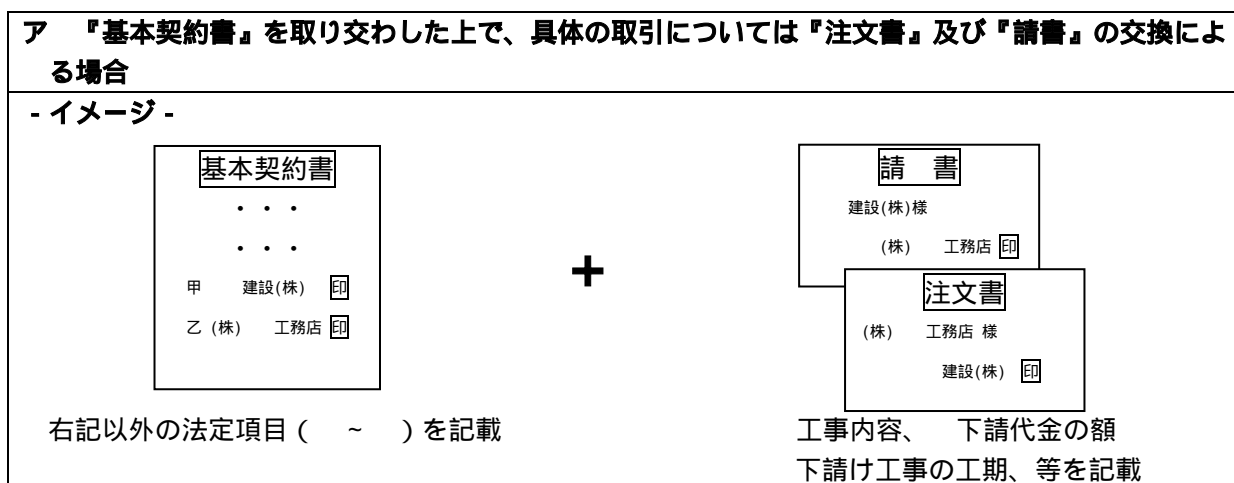 ア 『基本契約書』を取り交わした上で、具体の取引については『注文書』及び『請書』の交換によ
る場合
- イメージ -
基本契約書
・・・
・・・
甲 建設(株) 印
乙 (株) 工務店 印
右記以外の法定項目( ~ )を記載
+
請 書
建設(株)様
(株) 工務店 印
注文書
(株) 工務店 様
建設(株) 印
工事内容、 下請代金の額
下請け工事の工期、等を記載